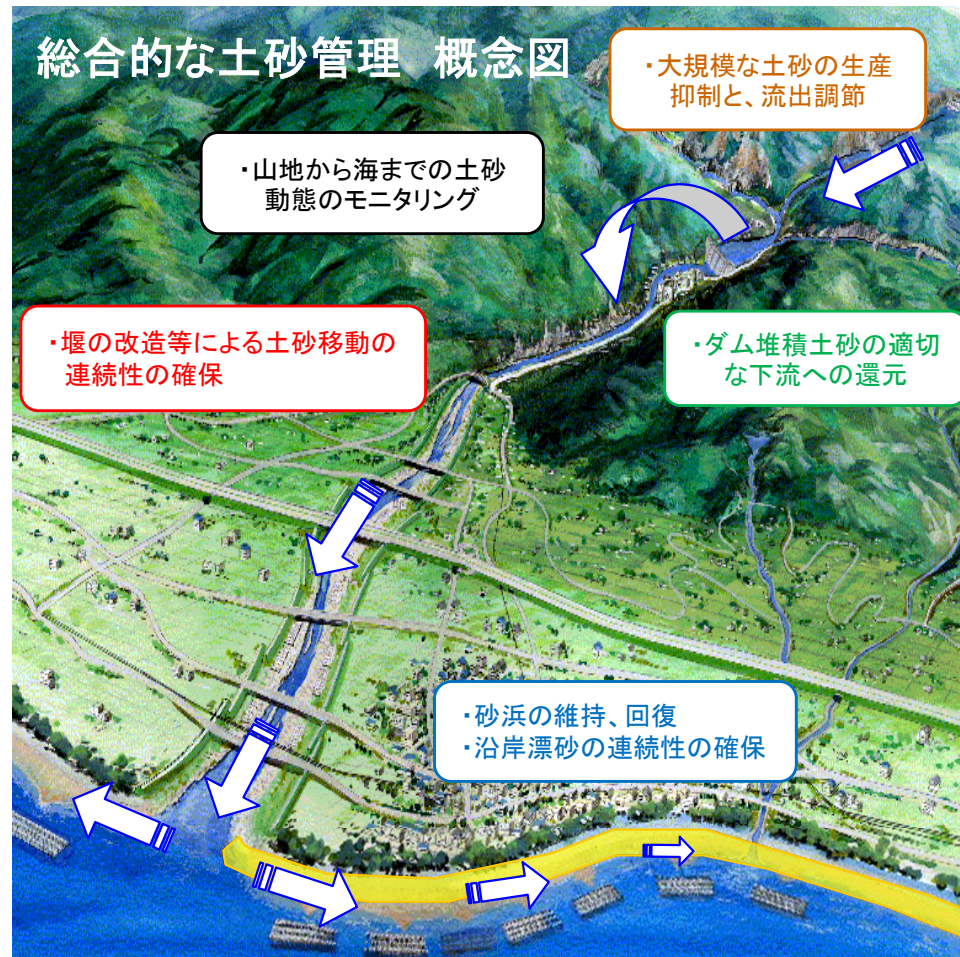 総合的な土砂管理 概念図
・大規模な土砂の生産
抑制と、流出調節
・山地から海までの土砂
動態のモニタリング
・堰の改造等による土砂移動の
連続性の確保
・ダム堆積土砂の適切
な下流への還元
・砂浜の維持、回復
・沿岸漂砂の連続性の確保